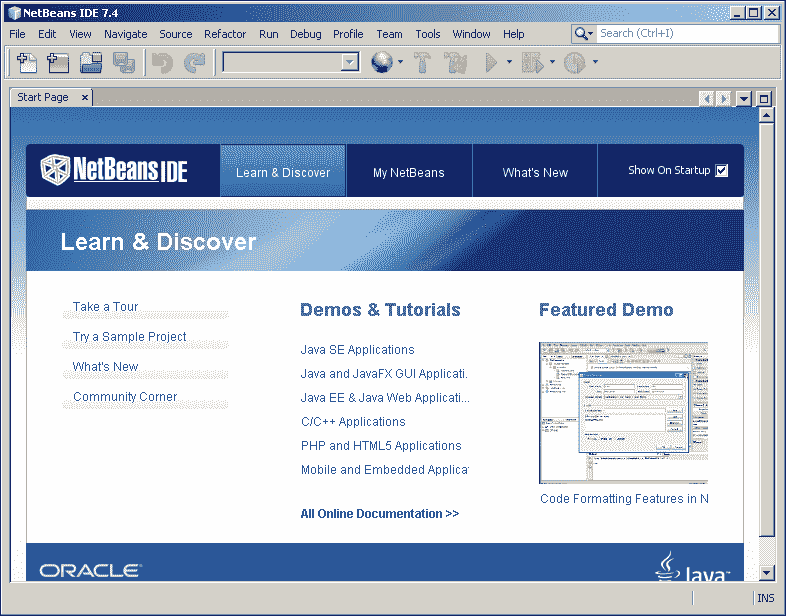 NetBeans IDE 7.4
File Edit View Navigate Source Refactor Run Debug Profile Team Tools Window Help
Search (Ctrl+I)
Start Page
NetBeans IDE
Learn & Discover
My NetBeans
What's New
Show On Startup
Learn & Discover
Take a Tour
Try a Sample Project
What's New
Community Corner
Demos & Tutorials
Java SE Applications
Java and JavaFX GUI Applicati.
Java EE & Java Web Applicati...
C/C++ Applications
PHP and HTML5 Applications
Mobile and Embedded Applica
All Online Documentation >>
Featured Demo
Code Formatting Features in N
ORACLE
Java™
INS